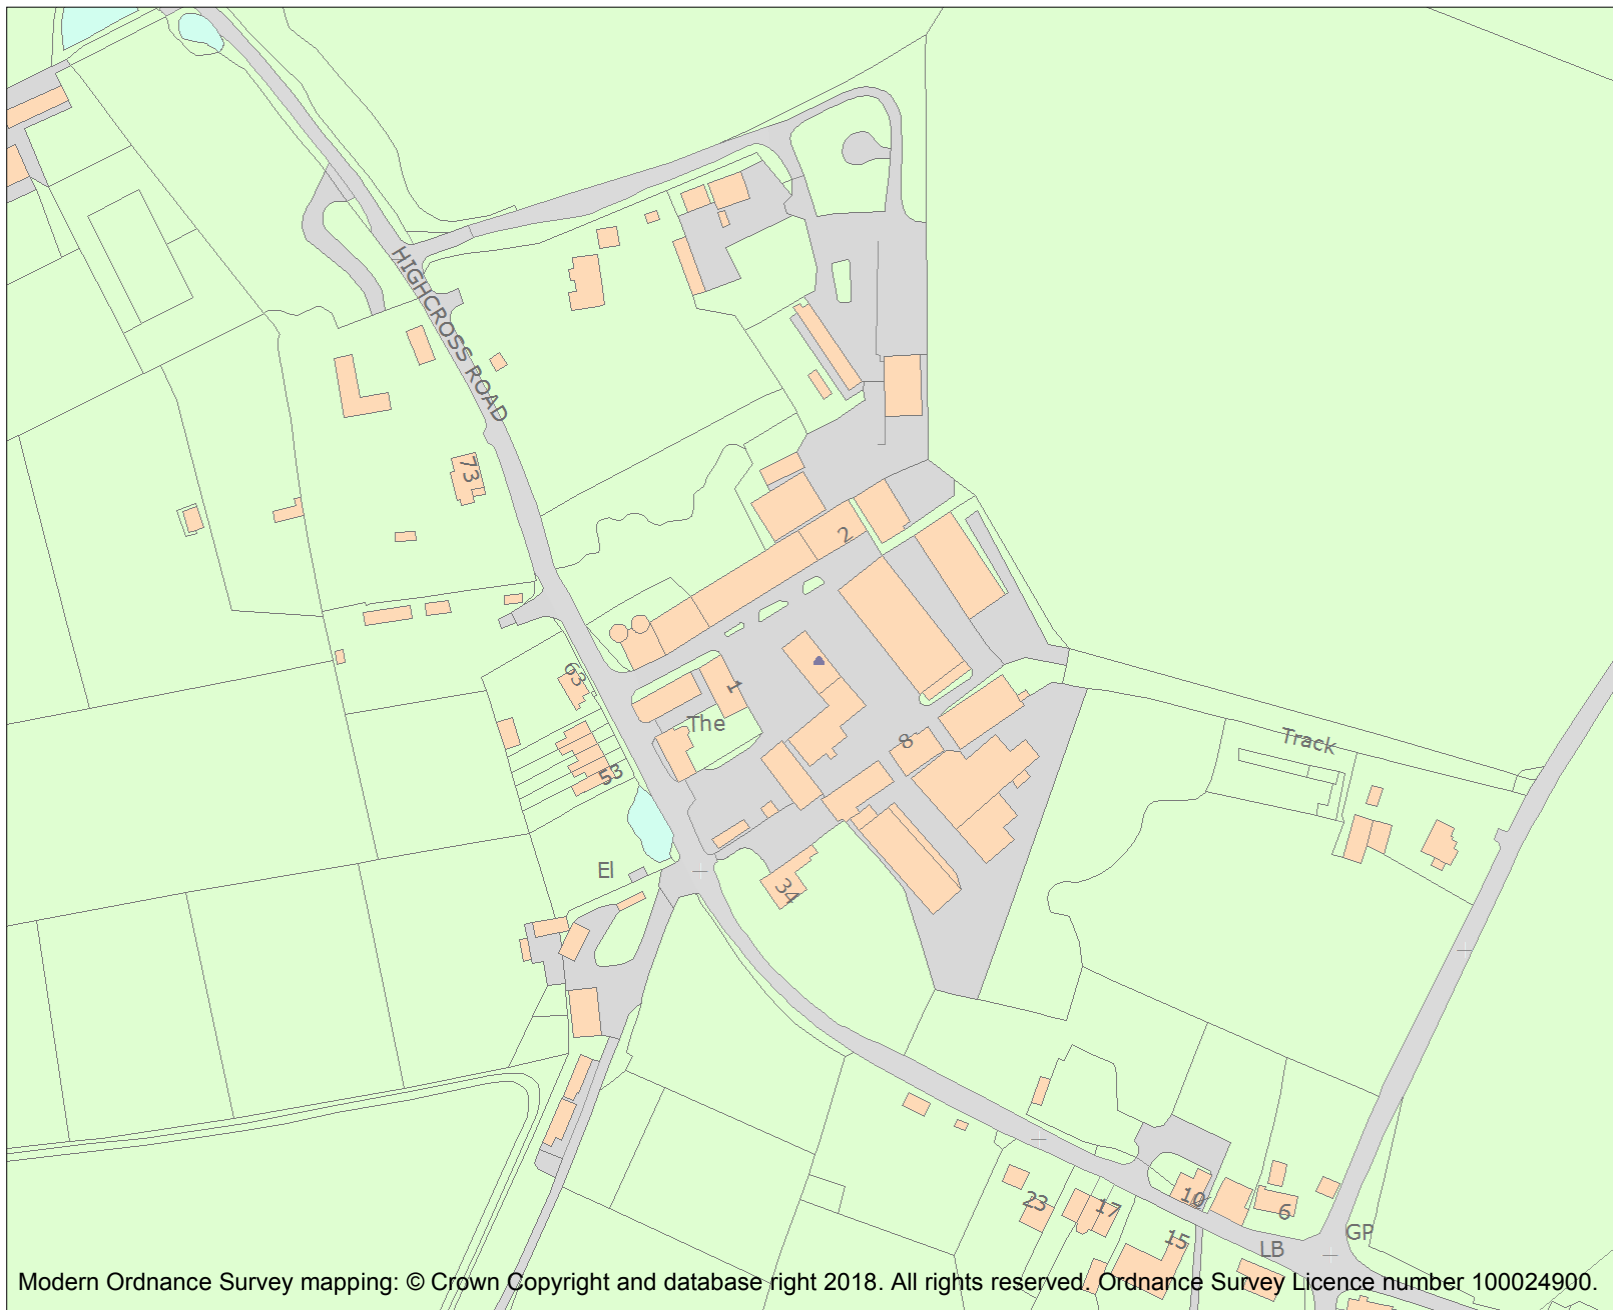 HIGHCROSS ROAD
73
2
63
1
The
53
8
Track
El
34
23
17
10
6
15
GP
LB
Modern Ordnance Survey mapping: © Crown Copyright and database right 2018. All rights reserved. Ordnance Survey Licence number 100024900.